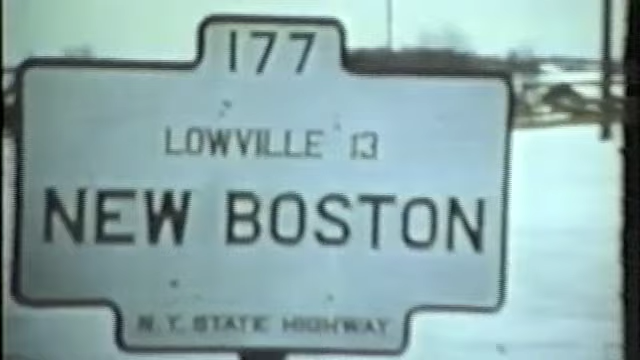 177
LOWVILLE 13
NEW BOSTON
N.Y. STATE HIGHWAY